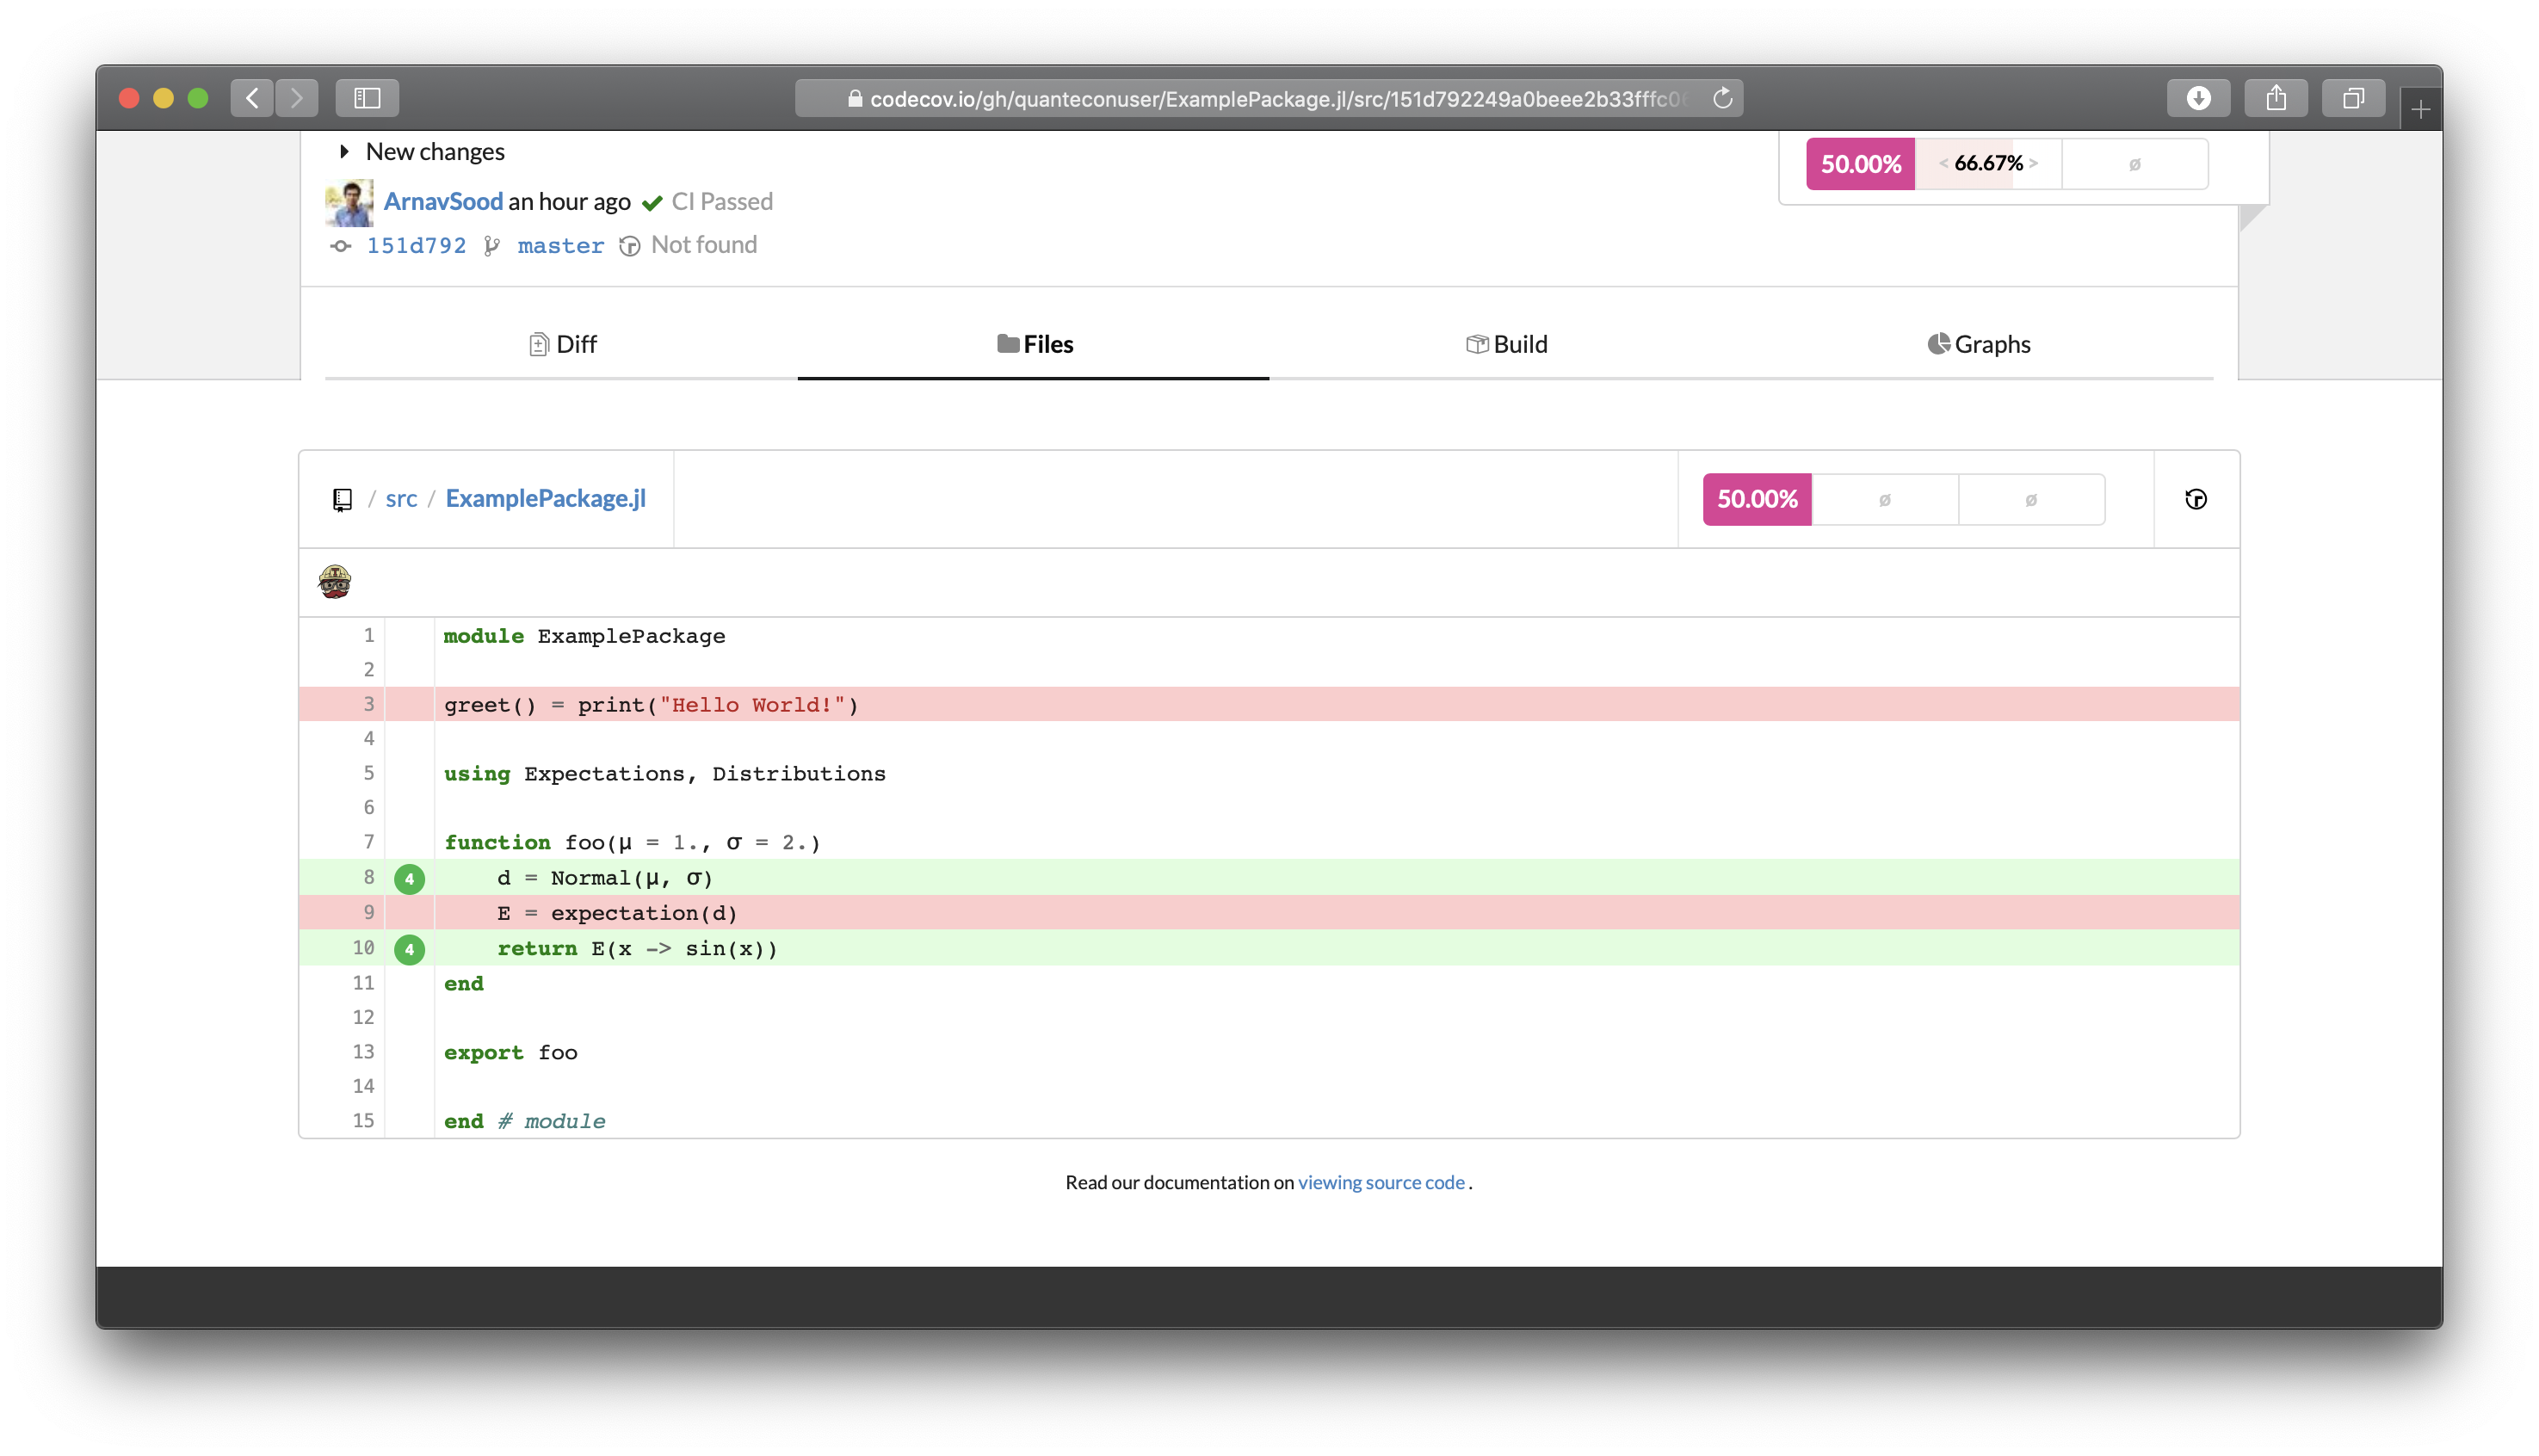 codecov.io/gh/quanteconuser/ExamplePackage.jl/src/151d792249a0beee2b33fffc0
New changes
50.00% < 66.67% > ø
ArnavSood an hour ago CI Passed
151d792 master Not found
Diff Files Build Graphs
/ src / ExamplePackage.jl 50.00% ø ø
1 module ExamplePackage
2
3 greet() = print("Hello World!")
4
5 using Expectations, Distributions
6
7 function foo(μ = 1., σ = 2.)
8 4 d = Normal(μ, σ)
9 E = expectation(d)
10 4 return E(x -> sin(x))
11 end
12
13 export foo
14
15 end # module
Read our documentation on viewing source code .